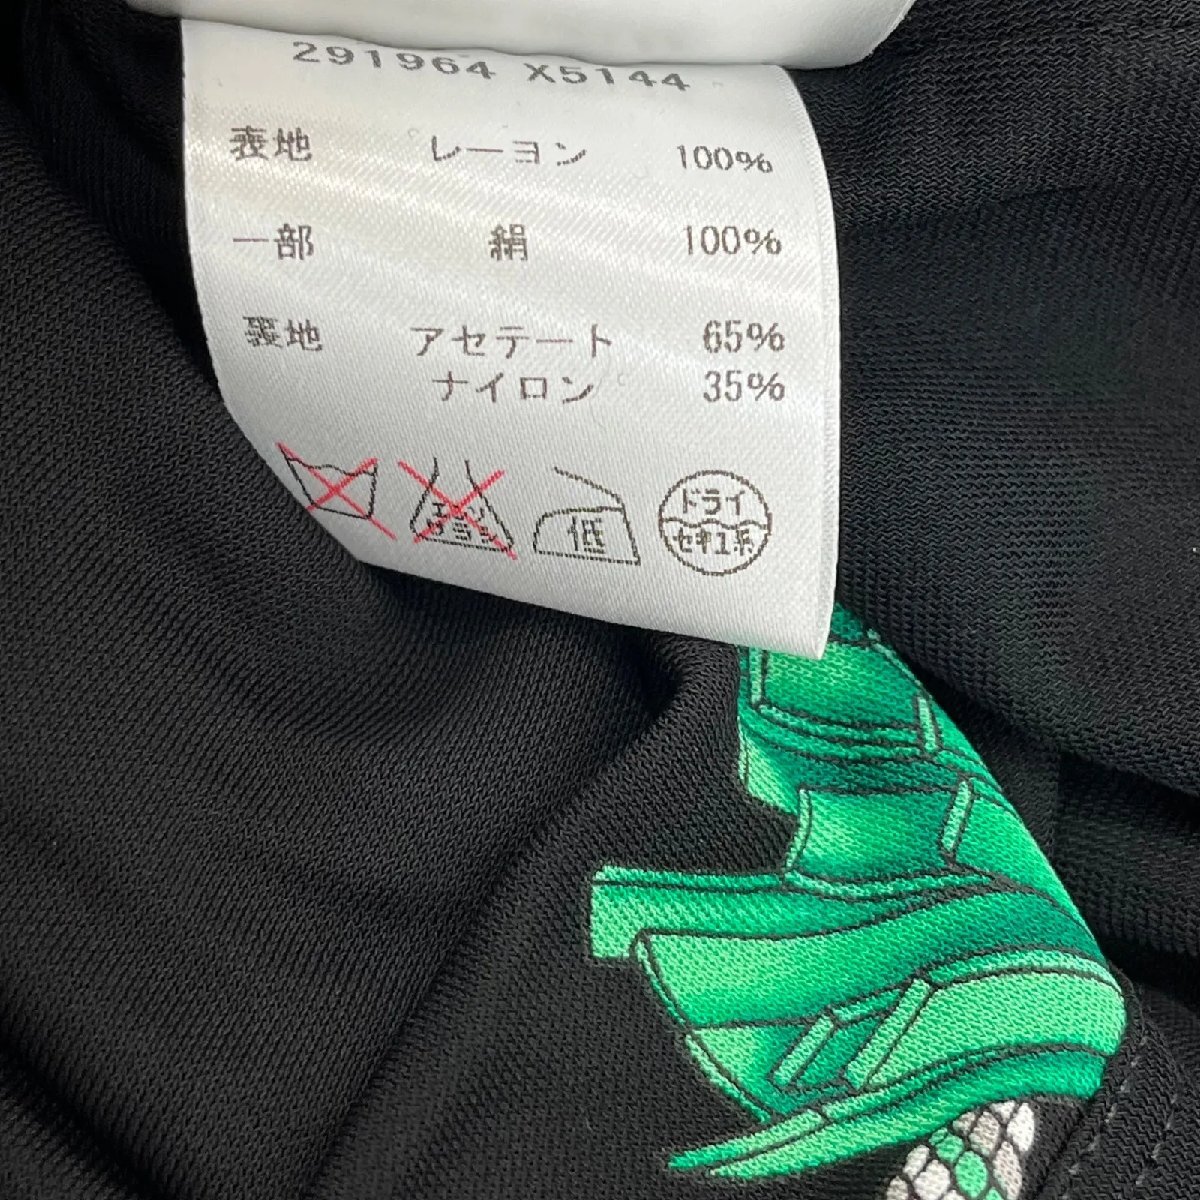 291964 X5144
表地 レーヨン 100%
一部 絹 100%
裏地 アセテート 65%
ナイロン 35%
エンソ
サラシ
低
ドライ
セキユ系